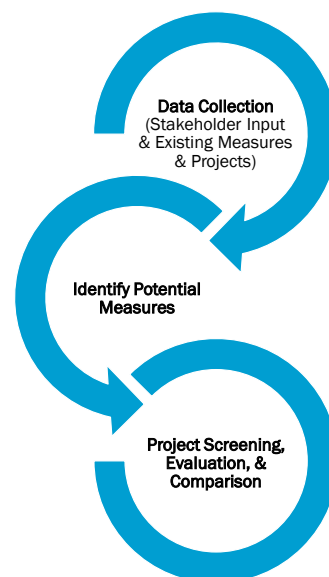 Data Collection
(Stakeholder Input
& Existing Measures
& Projects)
Identify Potential
Measures
Project Screening,
Evaluation, &
Comparison